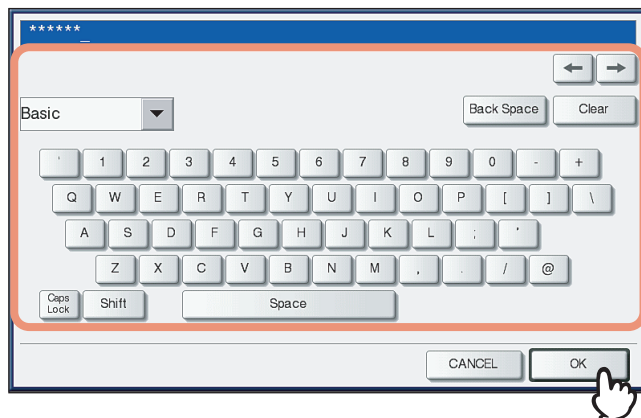 ******_
← →
Basic Back Space Clear
' 1 2 3 4 5 6 7 8 9 0 - +
Q W E R T Y U I O P [ ] \
A S D F G H J K L ; '
Z X C V B N M , . / @
Caps Lock Shift Space
CANCEL OK